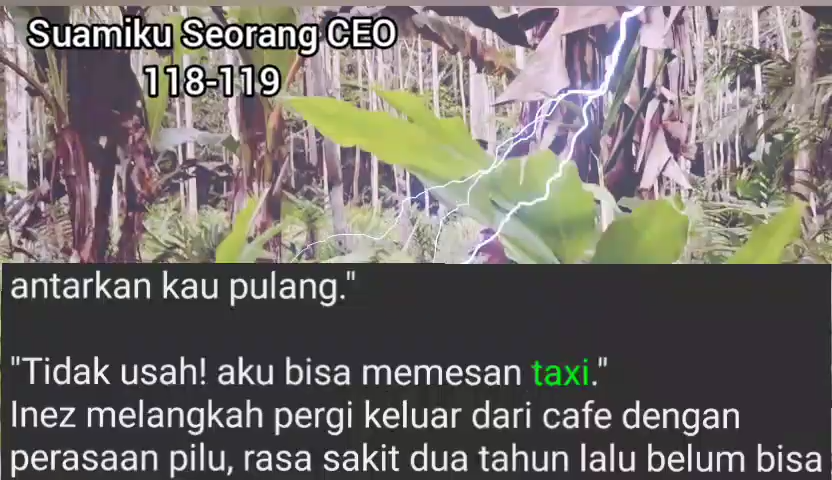 Suamiku Seorang CEO
118-119
antarkan kau pulang."
"Tidak usah! aku bisa memesan taxi."
Inez melangkah pergi keluar dari cafe dengan
perasaan pilu, rasa sakit dua tahun lalu belum bisa